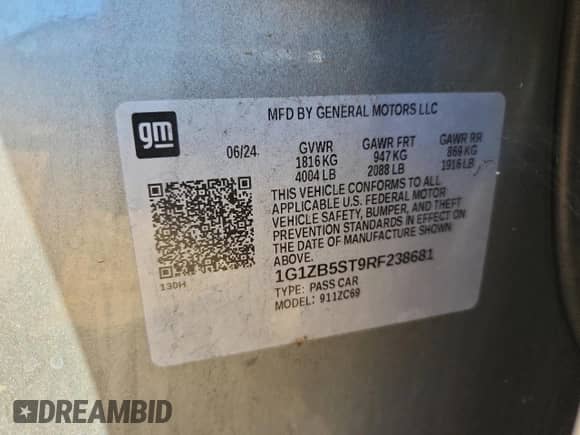 MFD BY GENERAL MOTORS LLC
gm
06/24 GVWR GAWR FRT GAWR RR
1816 KG 947 KG 869 KG
4004 LB 2088 LB 1916 LB
THIS VEHICLE CONFORMS TO ALL
APPLICABLE U.S. FEDERAL MOTOR
VEHICLE SAFETY, BUMPER, AND THEFT
PREVENTION STANDARDS IN EFFECT ON
THE DATE OF MANUFACTURE SHOWN
ABOVE.
1G1ZB5ST9RF238681
130H
TYPE: PASS CAR
MODEL: 911ZC69
DREAMBID